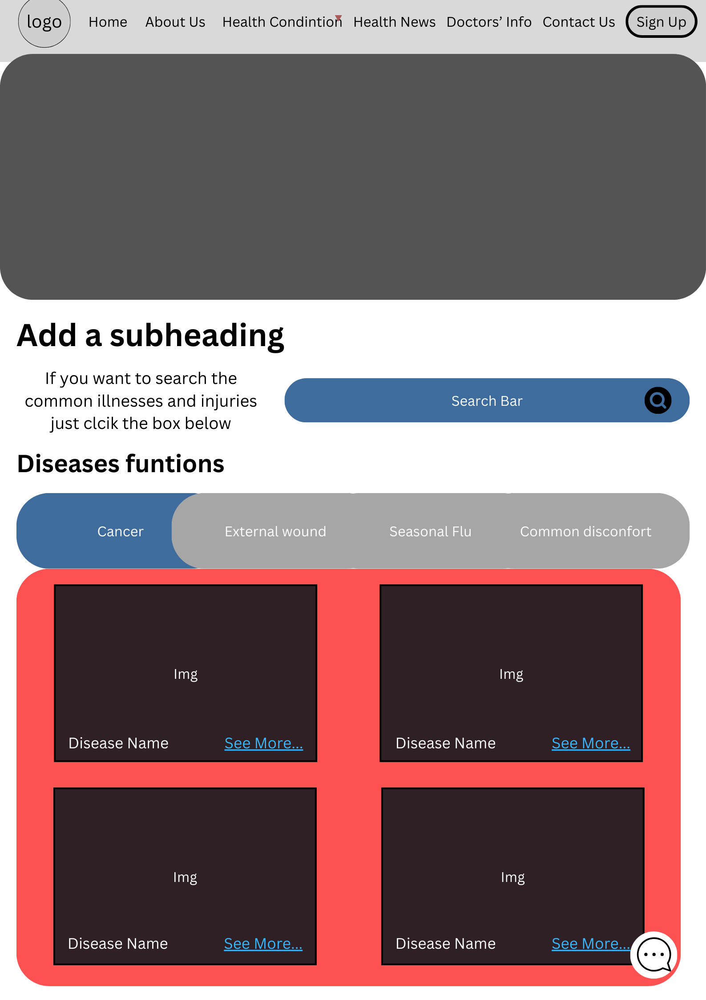 logo
Home
About Us
Health Condintion
Health News
Doctors’ Info
Contact Us
Sign Up
Add a subheading
If you want to search the
common illnesses and injuries
just clcik the box below
Search Bar
Diseases funtions
Cancer
External wound
Seasonal Flu
Common disconfort
Img
Disease Name
See More...
Img
Disease Name
See More...
Img
Disease Name
See More...
Img
Disease Name
See More...